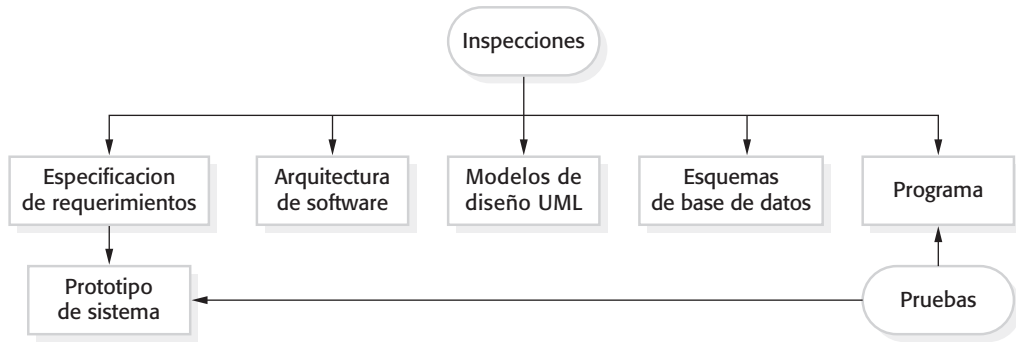 Inspecciones
Especificacion
de requerimientos
Arquitectura
de software
Modelos de
diseño UML
Esquemas
de base de datos
Programa
Prototipo
de sistema
Pruebas